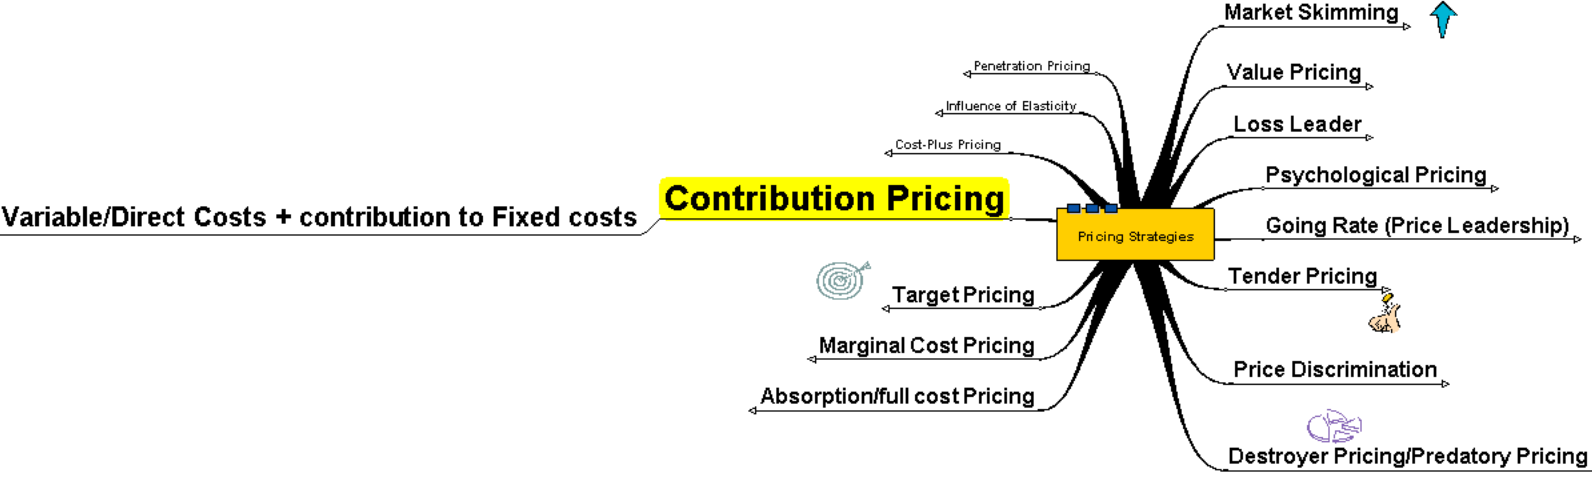 Market Skimming
Penetration Pricing
Value Pricing
Influence of Elasticity
Loss Leader
Cost-Plus Pricing
Psychological Pricing
Contribution Pricing
Variable/Direct Costs + contribution to Fixed costs
Going Rate (Price Leadership)
Pricing Strategies
Tender Pricing
Target Pricing
Marginal Cost Pricing
Price Discrimination
Absorption/full cost Pricing
Destroyer Pricing/Predatory Pricing